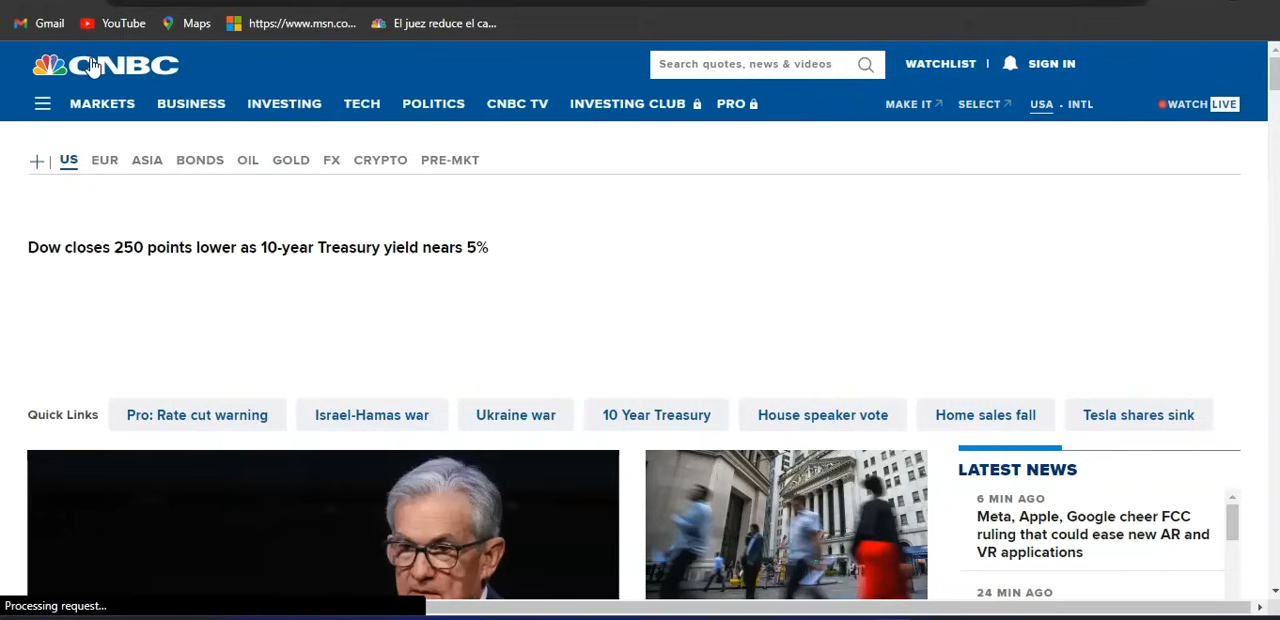 Gmail YouTube Maps https://www.msn.co... El juez reduce el ca...
CNBC Search quotes, news & videos WATCHLIST | SIGN IN
MARKETS BUSINESS INVESTING TECH POLITICS CNBC TV INVESTING CLUB PRO MAKE IT SELECT USA • INTL WATCH LIVE
+ | US EUR ASIA BONDS OIL GOLD FX CRYPTO PRE-MKT
Dow closes 250 points lower as 10-year Treasury yield nears 5%
Quick Links Pro: Rate cut warning Israel-Hamas war Ukraine war 10 Year Treasury House speaker vote Home sales fall Tesla shares sink
LATEST NEWS
6 MIN AGO
Meta, Apple, Google cheer FCC
ruling that could ease new AR and
VR applications
24 MIN AGO
Processing request...